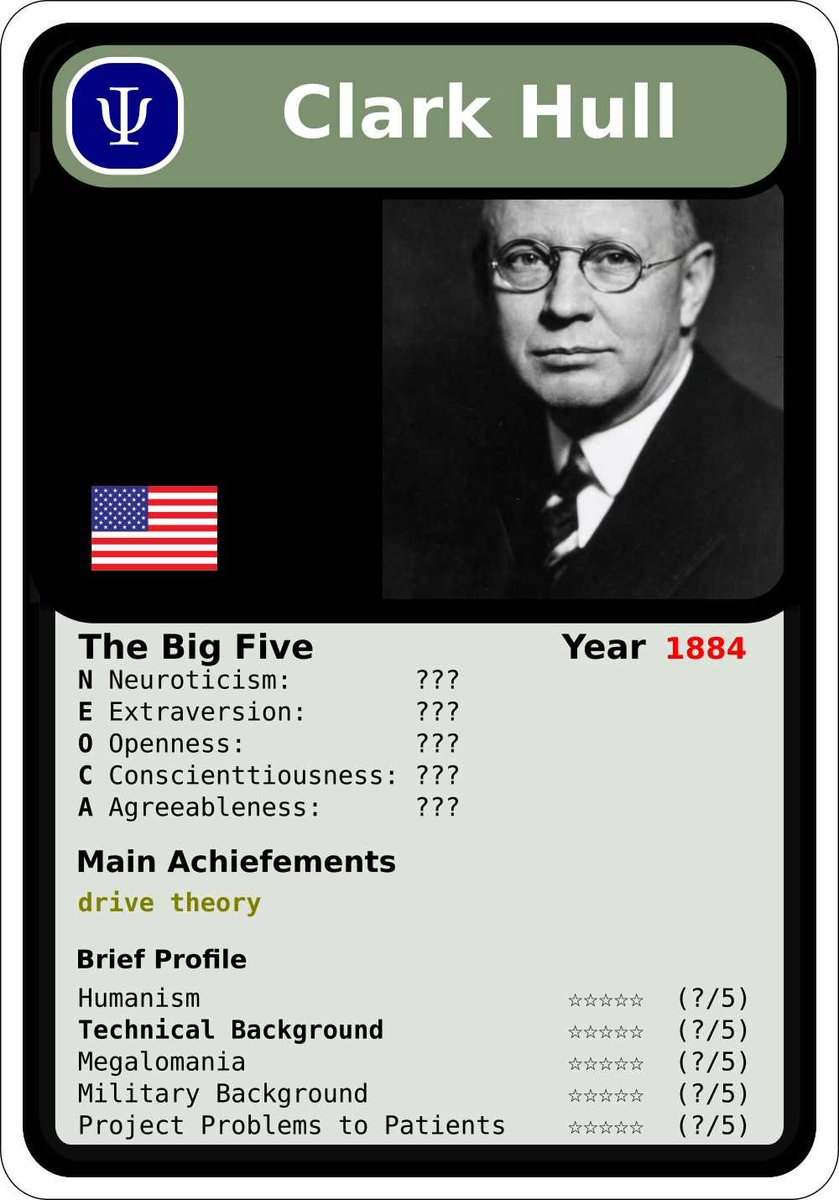 Ψ Clark Hull
The Big Five Year 1884
N Neuroticism: ???
E Extraversion: ???
O Openness: ???
C Conscienttiousness: ???
A Agreeableness: ???
Main Achiefements
drive theory
Brief Profile
Humanism ☆☆☆☆☆ (?/5)
Technical Background ☆☆☆☆☆ (?/5)
Megalomania ☆☆☆☆☆ (?/5)
Military Background ☆☆☆☆☆ (?/5)
Project Problems to Patients ☆☆☆☆☆ (?/5)